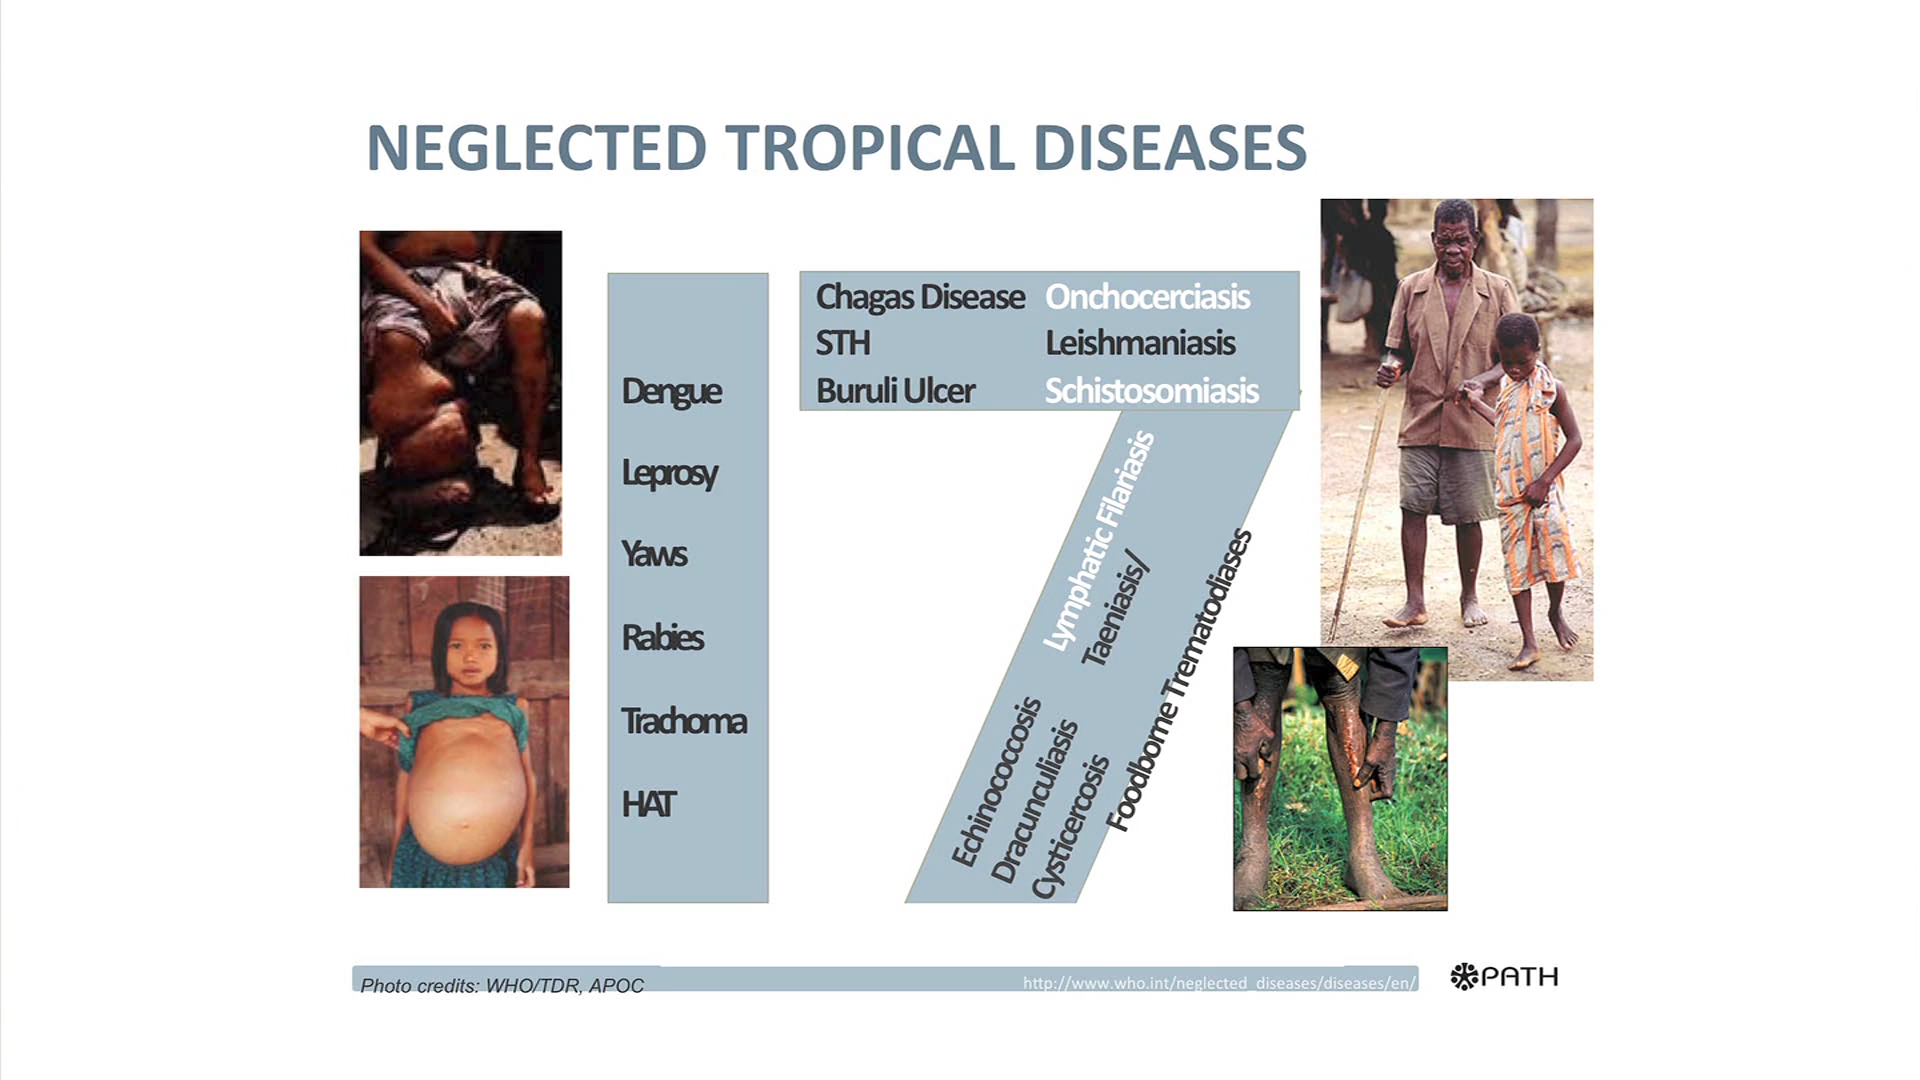 NEGLECTED TROPICAL DISEASES
Dengue
Leprosy
Yaws
Rabies
Trachoma
HAT
Chagas Disease Onchocerciasis
STH Leishmaniasis
Buruli Ulcer Schistosomiasis
Lymphatic Filariasis
Taeniasis/
Echinococcosis
Dracunculiasis
Cysticercosis
Foodborne Trematodiases
Photo credits: WHO/TDR, APOC
http://www.who.int/neglected_diseases/diseases/en/
PATH